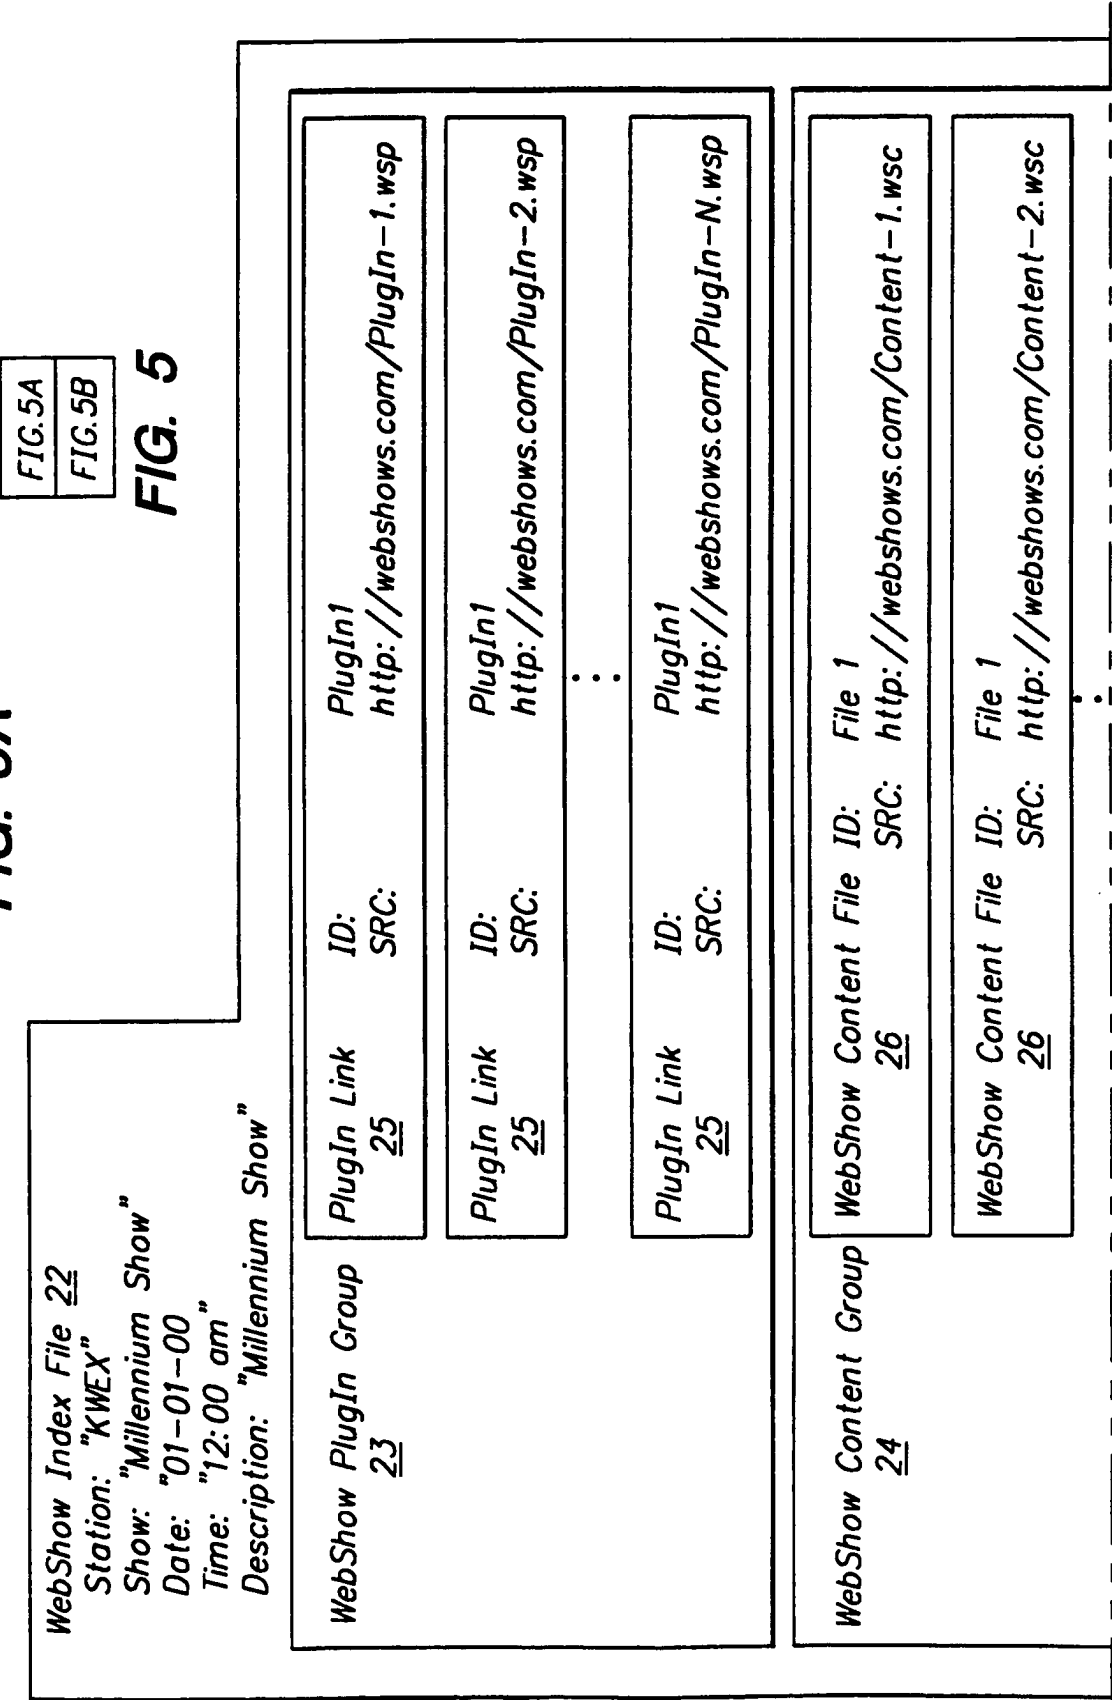 FIG. 5A
FIG.5A
FIG.5B
FIG. 5
WebShow Index File 22
Station: "KWEX"
Show: "Millennium Show"
Date: "01-01-00
Time: "12:00 am"
Description: "Millennium Show"
WebShow PlugIn Group
23
PlugIn Link ID: PlugIn1
25 SRC: http://webshows.com/PlugIn-1.wsp
PlugIn Link ID: PlugIn1
25 SRC: http://webshows.com/PlugIn-2.wsp
PlugIn Link ID: PlugIn1
25 SRC: http://webshows.com/PlugIn-N.wsp
WebShow Content Group
24
WebShow Content File ID: File 1
26 SRC: http://webshows.com/Content-1.wsc
WebShow Content File ID: File 1
26 SRC: http://webshows.com/Content-2.wsc